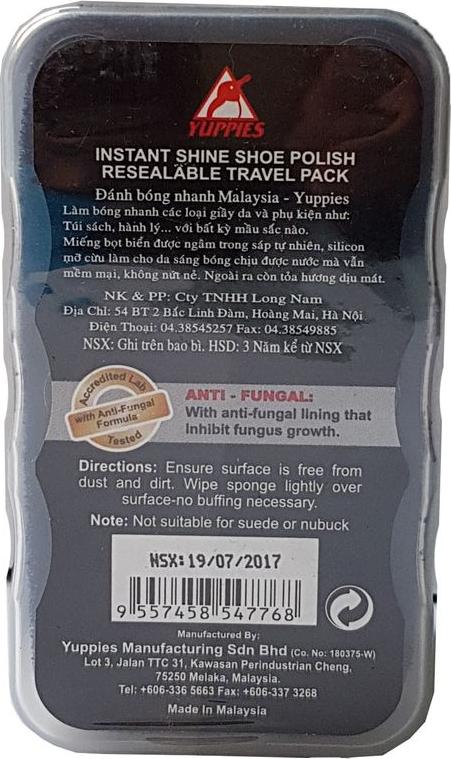 YUPPIES
INSTANT SHINE SHOE POLISH
RESEALABLE TRAVEL PACK
Đánh bóng nhanh Malaysia - Yuppies
Làm bóng nhanh các loại giầy da và phụ kiện như:
Túi sách, hành lý... với bất kỳ mầu sắc nào.
Miếng bọt biển được ngâm trong sáp tự nhiên, silicon
mỡ cừu làm cho da sáng bóng chịu được nước mà vẫn
mềm mại, không nứt nẻ. Ngoài ra còn tỏa hương dịu mát.
NK & PP: Cty TNHH Long Nam
Địa Chỉ: 54 BT 2 Bắc Linh Đàm, Hoàng Mai, Hà Nội
Điện Thoại: 04.38545257 Fax: 04.38549885
NSX: Ghi trên bao bì. HSD: 3 Năm kể từ NSX
Accredited Lab
with Anti-Fungal
Formula
Tested
ANTI - FUNGAL:
With anti-fungal lining that
Inhibit fungus growth.
Directions: Ensure surface is free from
dust and dirt. Wipe sponge lightly over
surface-no buffing necessary.
Note: Not suitable for suede or nubuck
NSX: 19/07/2017
9 557458 547768
Manufactured By:
Yuppies Manufacturing Sdn Bhd (Co. No: 180375-W)
Lot 3, Jalan TTC 31, Kawasan Perindustrian Cheng,
75250 Melaka, Malaysia.
Tel: +606-336 5663 Fax: +606-337 3268
Made In Malaysia